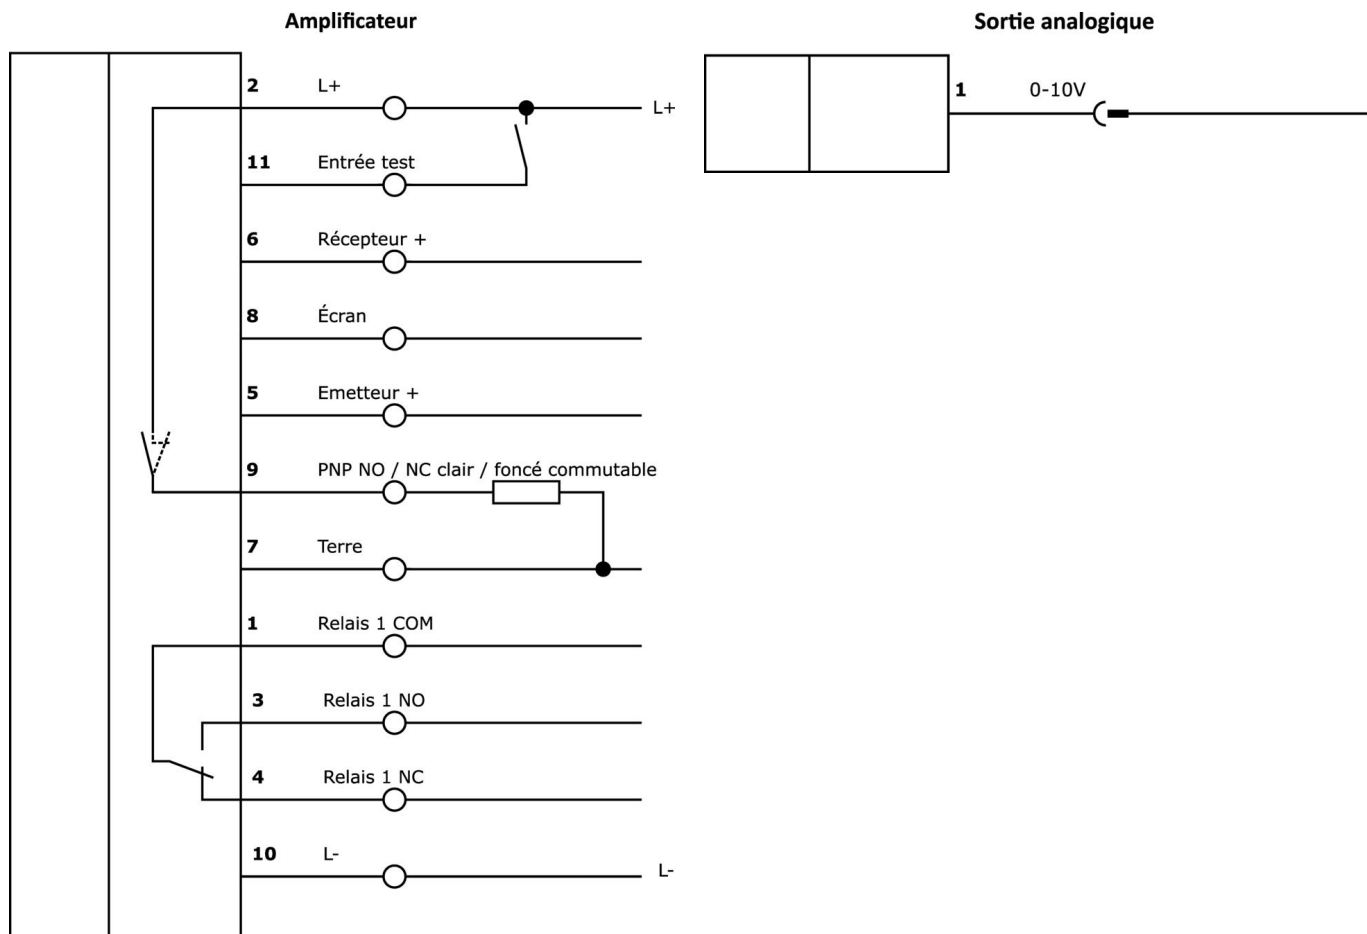 Amplificateur
2 L+
L+
11 Entrée test
6 Récepteur +
8 Écran
5 Emetteur +
9 PNP NO / NC clair / foncé commutable
7 Terre
1 Relais 1 COM
3 Relais 1 NO
4 Relais 1 NC
10 L-
L-
Sortie analogique
1 0-10V